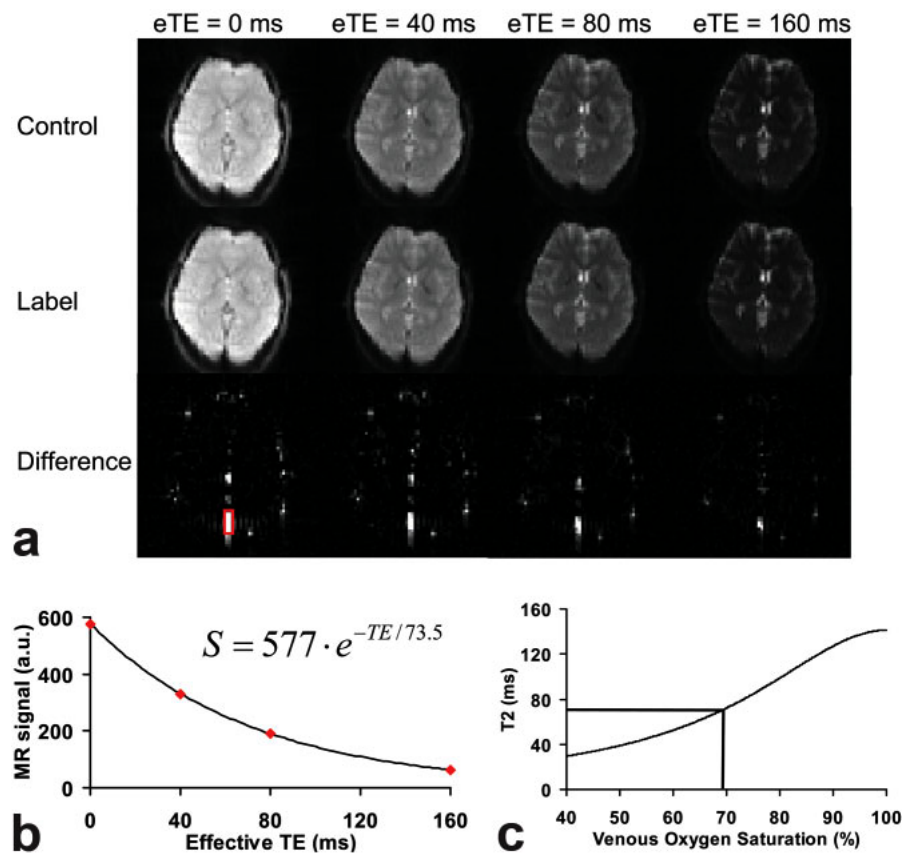 eTE = 0 ms eTE = 40 ms eTE = 80 ms eTE = 160 ms
Control
Label
Difference
a
600
400
200
0
MR signal (a.u.)
S = 577 · e^{-TE/73.5}
0 40 80 120 160
Effective TE (ms)
b
160
120
80
40
0
T2 (ms)
40 50 60 70 80 90 100
Venous Oxygen Saturation (%)
c